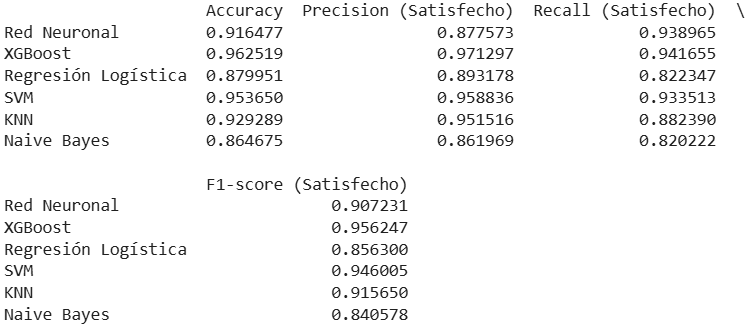 Accuracy Precision (Satisfecho) Recall (Satisfecho) \
Red Neuronal 0.916477 0.877573 0.938965
XGBoost 0.962519 0.971297 0.941655
Regresión Logística 0.879951 0.893178 0.822347
SVM 0.953650 0.958836 0.933513
KNN 0.929289 0.951516 0.882390
Naive Bayes 0.864675 0.861969 0.820222
F1-score (Satisfecho)
Red Neuronal 0.907231
XGBoost 0.956247
Regresión Logística 0.856300
SVM 0.946005
KNN 0.915650
Naive Bayes 0.840578